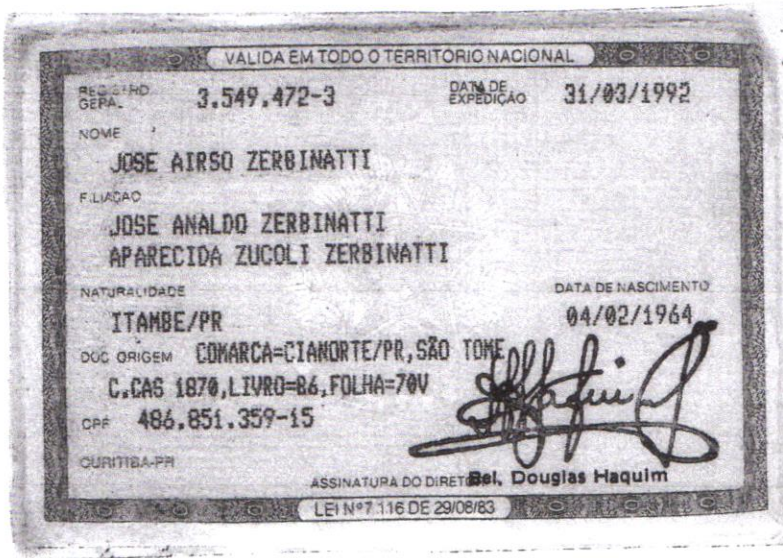 VALIDA EM TODO O TERRITÓRIO NACIONAL
REGISTRO GERAL 3.549.472-3 DATA DE EXPEDIÇÃO 31/03/1992
NOME
JOSE AIRSO ZERBINATTI
FILIAÇÃO
JOSE ANALDO ZERBINATTI
APARECIDA ZUCOLI ZERBINATTI
NATURALIDADE DATA DE NASCIMENTO
ITAMBE/PR 04/02/1964
DOC ORIGEM COMARCA=CIANORTE/PR,SÃO TOME
C.CAS 1870,LIVRO=B6,FOLHA=70V
CPF 486.851.359-15
CURITIBA-PR
ASSINATURA DO DIRETOR Bel. Douglas Haquim
LEI Nº 7.116 DE 29/08/83